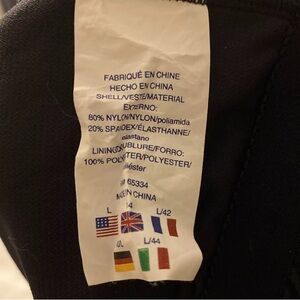 FABRIQUÉ EN CHINE
HECHO EN CHINA
SHELL/VESTE/MATERIAL
EXTERNO:
80% NYLON/NYLON/poliamida
20% SPANDEX/ÉLASTHANNE/
elastano
LINING/DOUBLURE/FORRO:
100% POLYESTER/POLYESTER/
poliéster
65334
MADE IN CHINA
L L/42
L/44